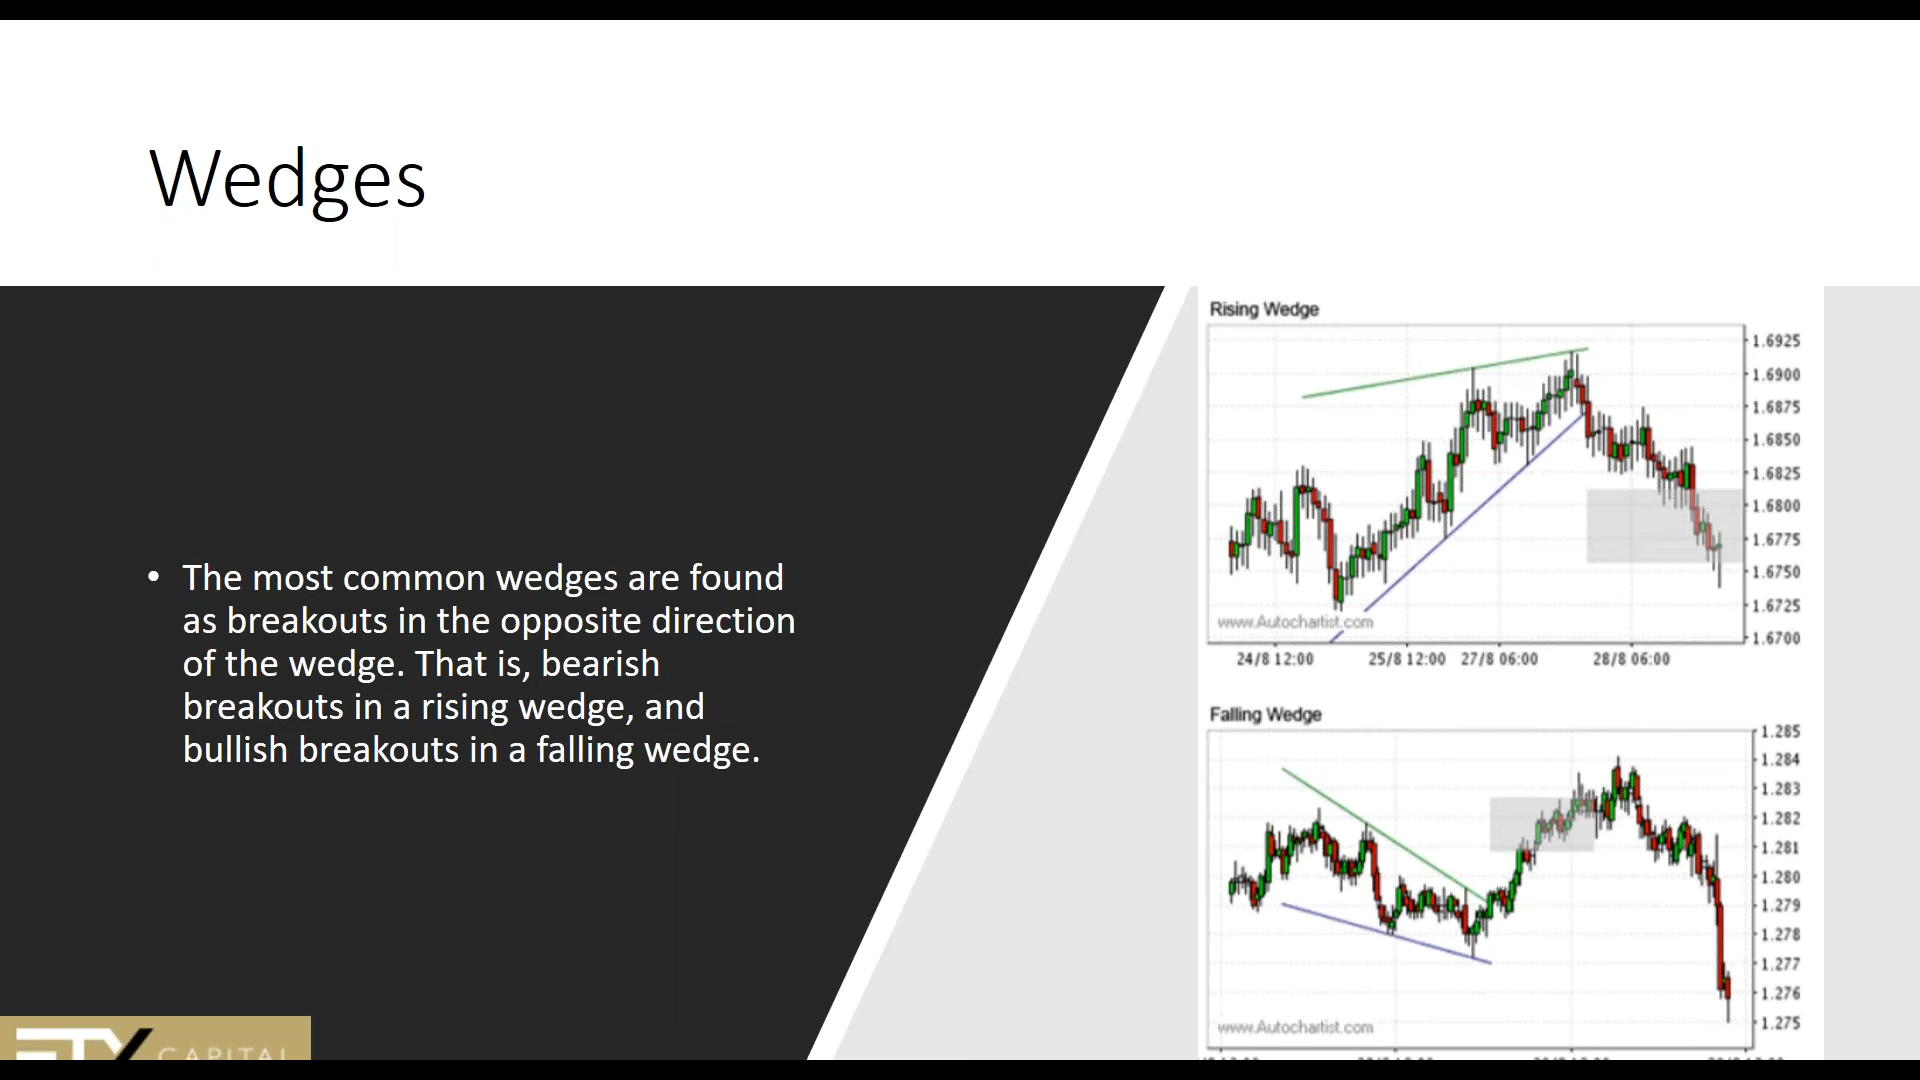 Wedges
• The most common wedges are found
as breakouts in the opposite direction
of the wedge. That is, bearish
breakouts in a rising wedge, and
bullish breakouts in a falling wedge.
CAPITAL
Rising Wedge
1.6925
1.6900
1.6875
1.6850
1.6825
1.6800
1.6775
1.6750
1.6725
1.6700
www.Autochartist.com
24/8 12:00 25/8 12:00 27/8 06:00 28/8 06:00
Falling Wedge
1.285
1.284
1.283
1.282
1.281
1.280
1.279
1.278
1.277
1.276
1.275
www.Autochartist.com